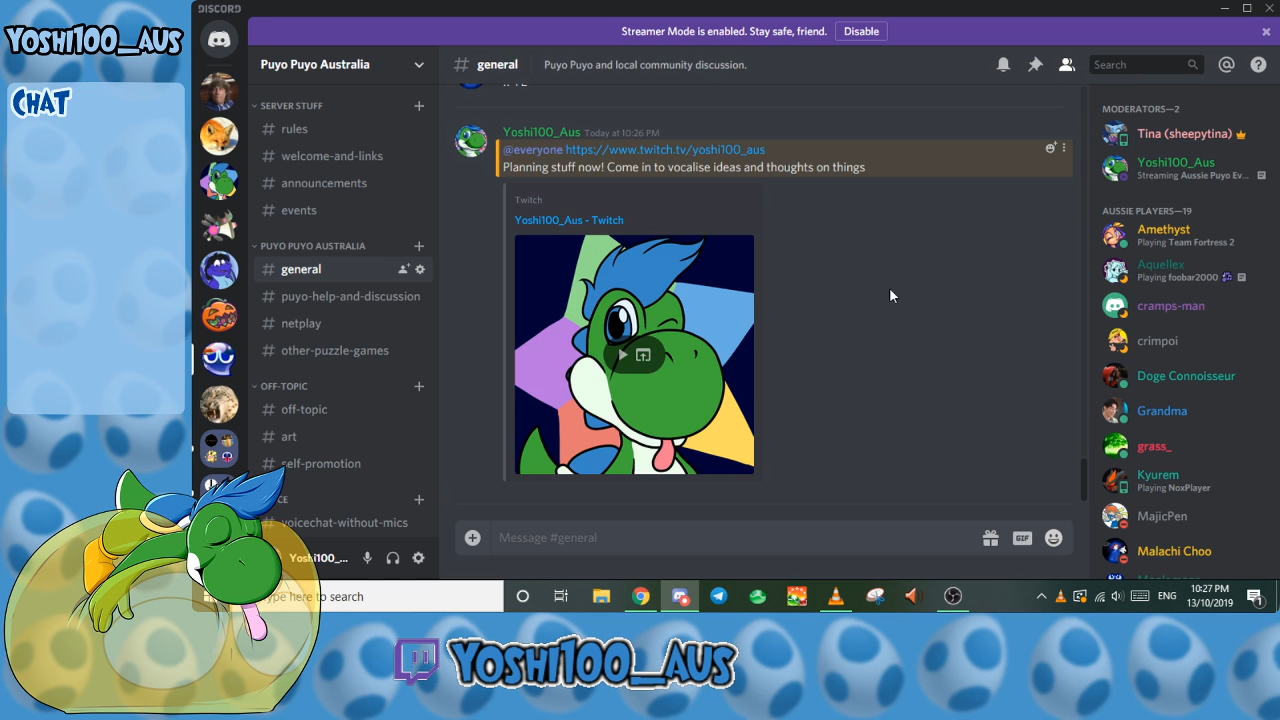 Yoshi100_Aus
Chat
DISCORD
Streamer Mode is enabled. Stay safe, friend.
Disable
Puyo Puyo Australia
general
Puyo Puyo and local community discussion.
Search
SERVER STUFF
rules
welcome-and-links
announcements
events
PUYO PUYO AUSTRALIA
general
puyo-help-and-discussion
netplay
other-puzzle-games
OFF-TOPIC
off-topic
art
self-promotion
CE
voicechat-without-mics
Yoshi100_...
Yoshi100_Aus Today at 10:26 PM
@everyone https://www.twitch.tv/yoshi100_aus
Planning stuff now! Come in to vocalise ideas and thoughts on things
Twitch
Yoshi100_Aus - Twitch
Message #general
GIF
MODERATORS—2
Tina (sheepytina)
Yoshi100_Aus
Streaming Aussie Puyo Ev...
AUSSIE PLAYERS—19
Amethyst
Playing Team Fortress 2
Aquellex
Playing foobar2000
cramps-man
crimpoi
Doge Connoisseur
Grandma
grass_
Kyurem
Playing NoxPlayer
MajicPen
Malachi Choo
ype here to search
ENG
10:27 PM
13/10/2019
1
Yoshi100_Aus